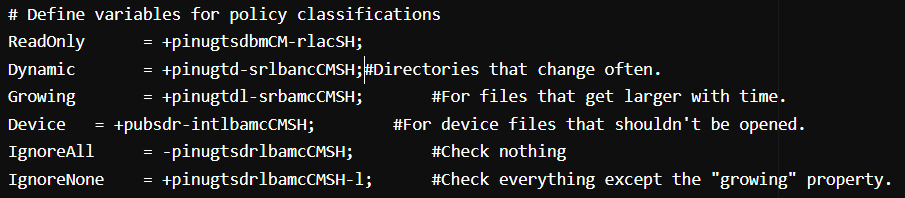 # Define variables for policy classifications
ReadOnly      = +pinugtsdbmCM-rlacSH;
Dynamic       = +pinugtd-srlbancCMSH;#Directories that change often.
Growing       = +pinugtdl-srbamcCMSH;       #For files that get larger with time.
Device   = +pubsdr-intlbamcCMSH;        #For device files that shouldn't be opened.
IgnoreAll     = -pinugtsdrlbamcCMSH;        #Check nothing
IgnoreNone    = +pinugtsdrlbamcCMSH-l;      #Check everything except the "growing" property.